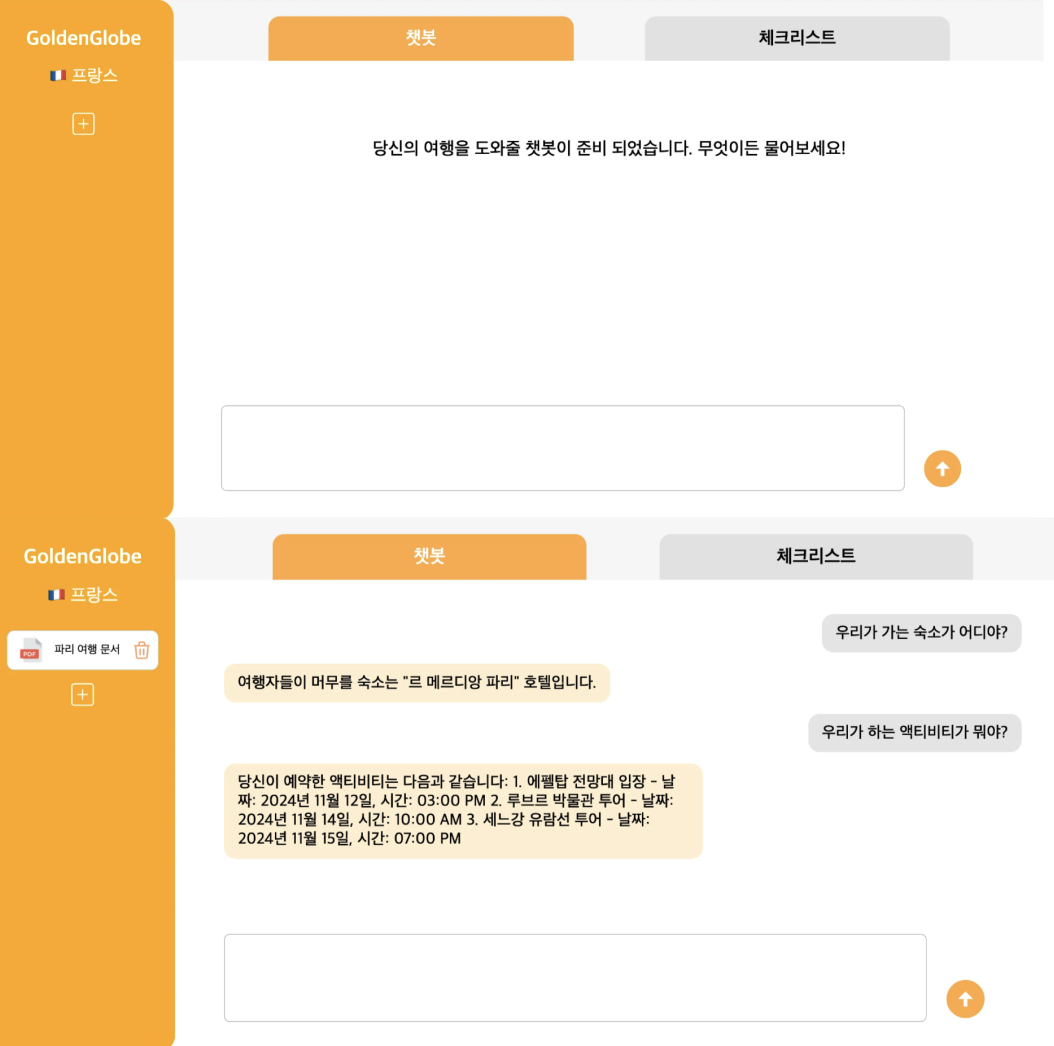 GoldenGlobe
프랑스
챗봇
체크리스트
당신의 여행을 도와줄 챗봇이 준비 되었습니다. 무엇이든 물어보세요!
GoldenGlobe
프랑스
PDF
파리 여행 문서
챗봇
체크리스트
우리가 가는 숙소가 어디야?
여행자들이 머무를 숙소는 "르 메르디앙 파리" 호텔입니다.
우리가 하는 액티비티가 뭐야?
당신이 예약한 액티비티는 다음과 같습니다: 1. 에펠탑 전망대 입장 - 날
짜: 2024년 11월 12일, 시간: 03:00 PM 2. 루브르 박물관 투어 - 날짜:
2024년 11월 14일, 시간: 10:00 AM 3. 세느강 유람선 투어 - 날짜:
2024년 11월 15일, 시간: 07:00 PM